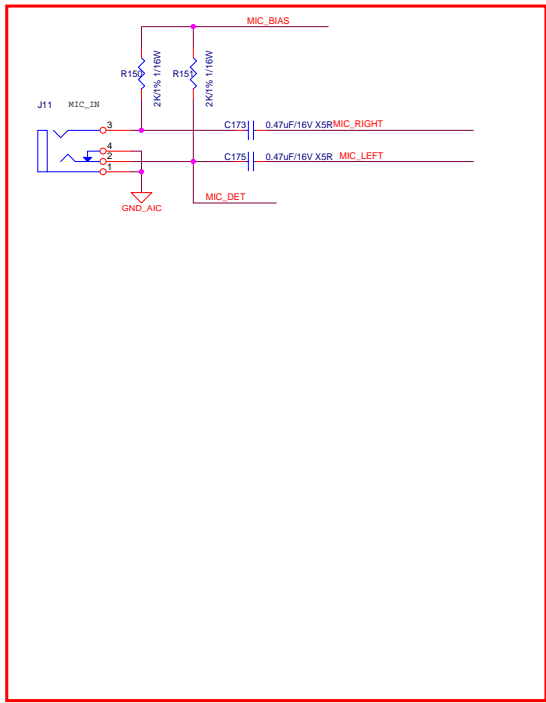 MIC_BIAS
R150
2K/1% 1/16W
R151
2K/1% 1/16W
J11 MIC_IN
3
C173 0.47uF/16V X5R MIC_RIGHT
4
2
C175 0.47uF/16V X5R MIC_LEFT
1
MIC_DET
GND_AIC